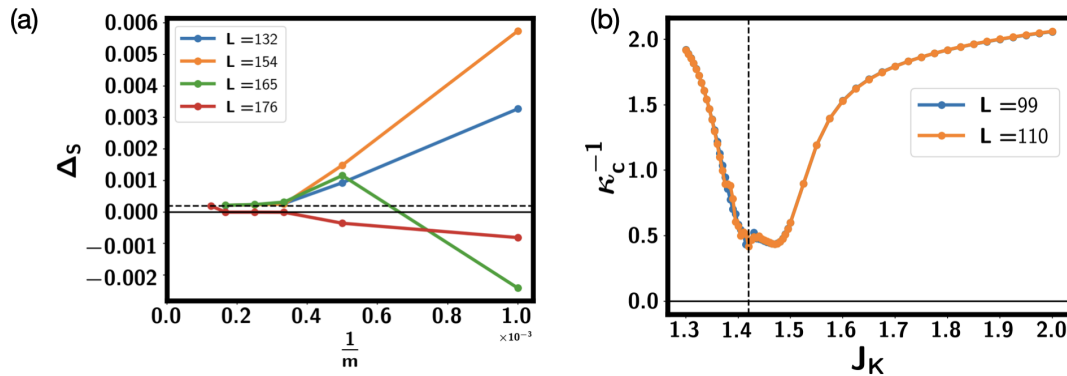 (a)
0.006
0.005
0.004
0.003
0.002
0.001
0.000
−0.001
−0.002
Δ_S
L =132
L =154
L =165
L =176
0.0 0.2 0.4 0.6 0.8 1.0
×10⁻³
1/m
(b)
2.0
1.5
1.0
0.5
0.0
κ_c⁻¹
L =99
L =110
1.3 1.4 1.5 1.6 1.7 1.8 1.9 2.0
J_K